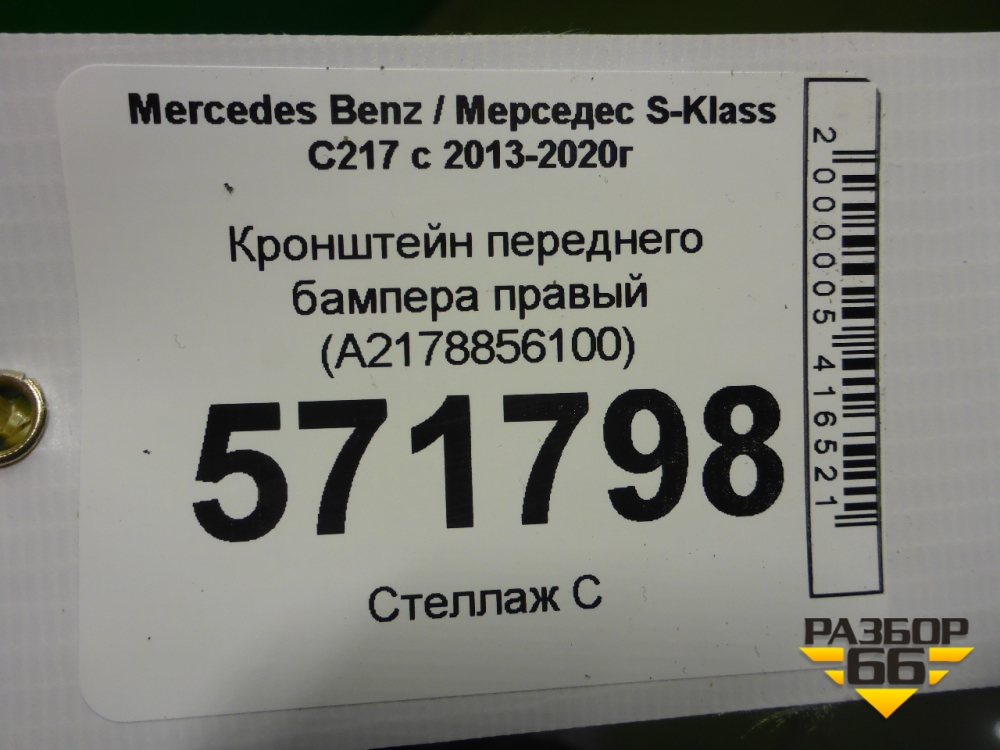 Mercedes Benz / Мерседес S-Klass
C217 с 2013-2020г
Кронштейн переднего
бампера правый
(A2178856100)
571798
Стеллаж С
2000005416521
РАЗБОР
66